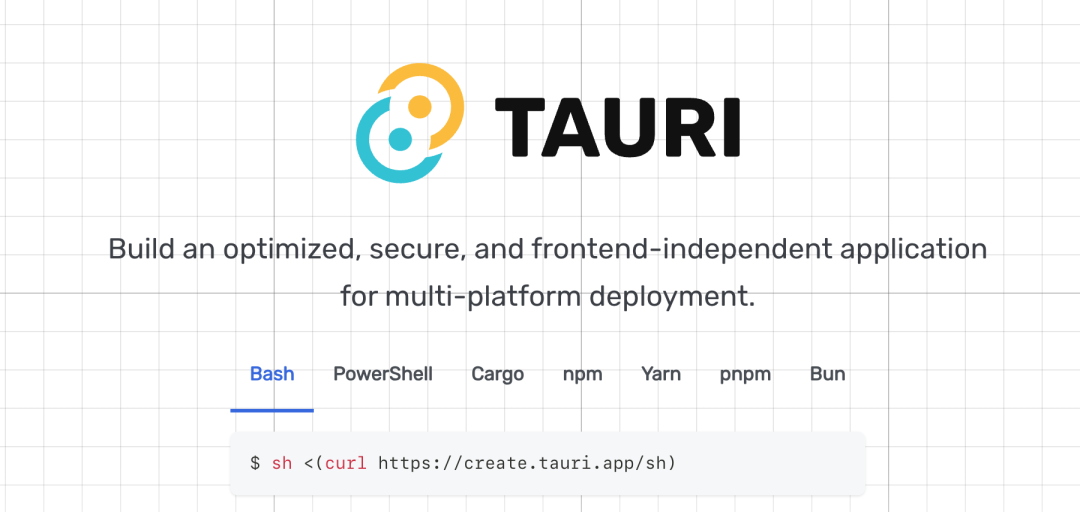 TAURI
Build an optimized, secure, and frontend-independent application
for multi-platform deployment.
Bash PowerShell Cargo npm Yarn pnpm Bun
$ sh <(curl https://create.tauri.app/sh)